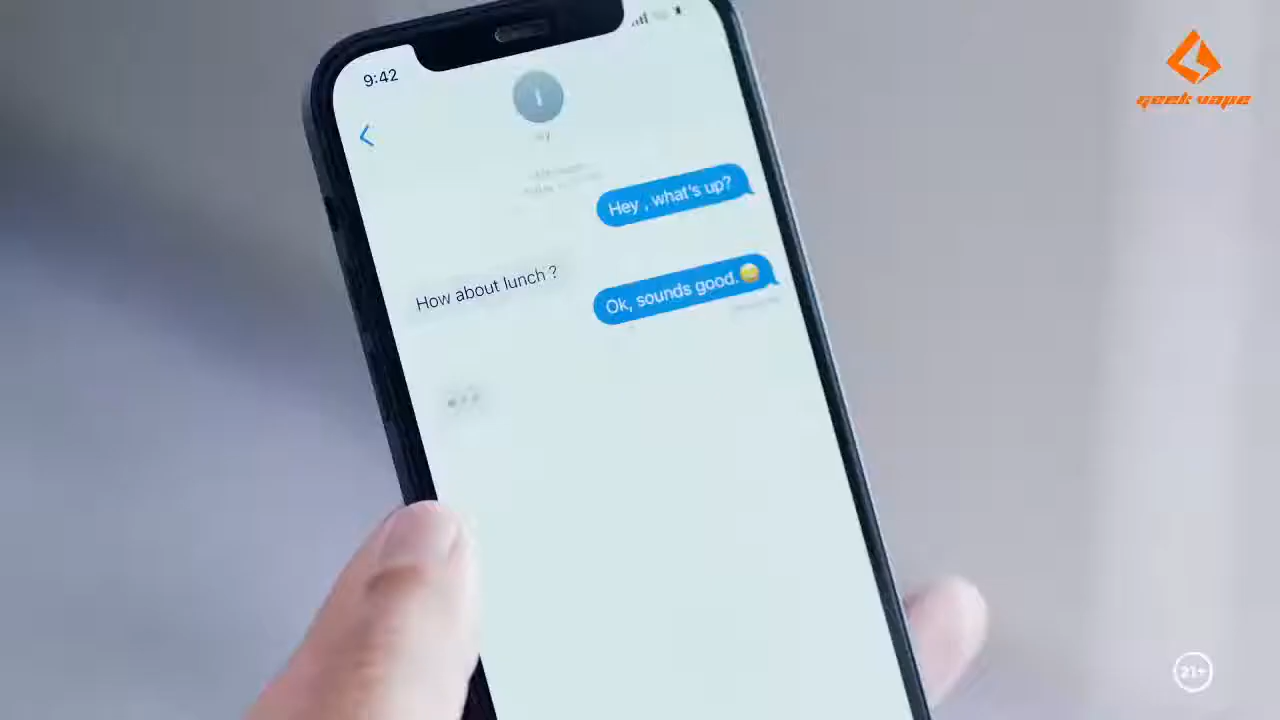 geek vape
9:42
Hey , what's up?
How about lunch ?
Ok, sounds good.😄
21+